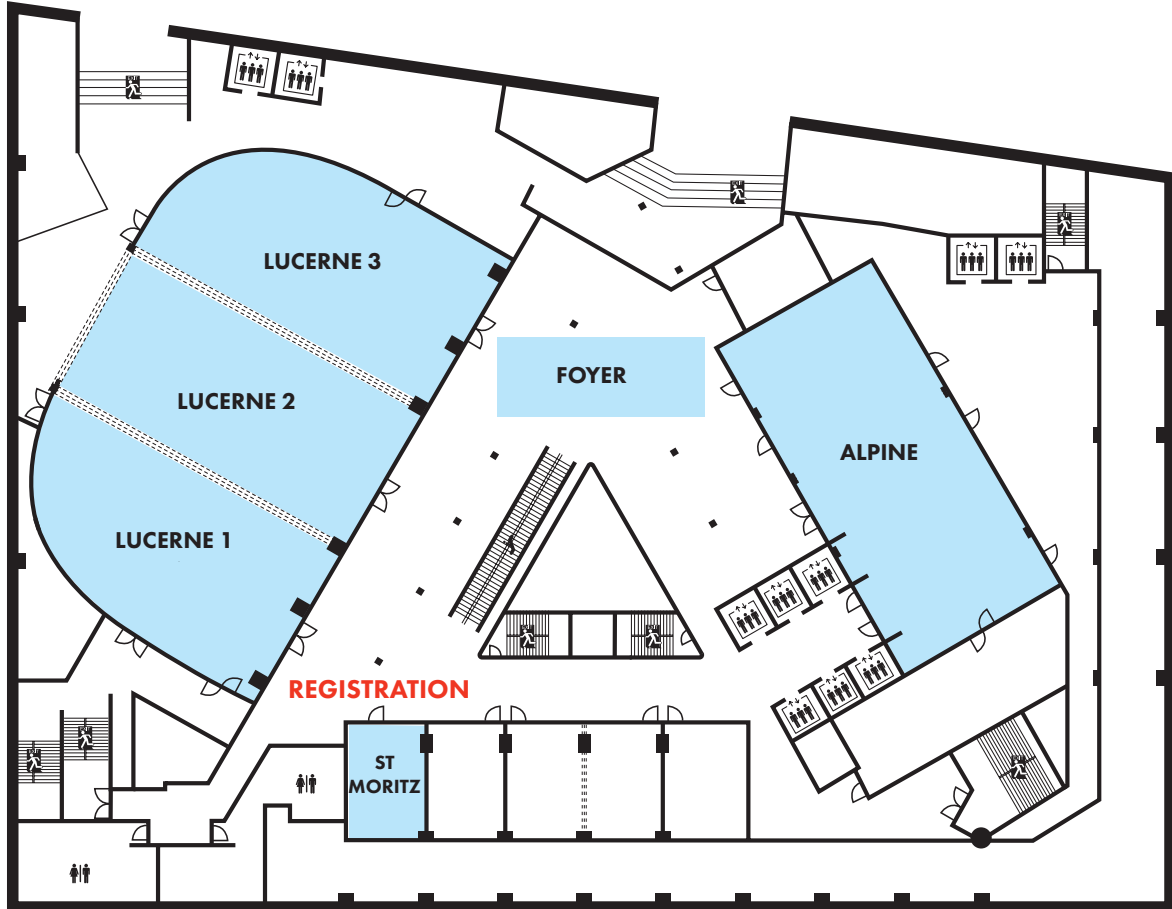 LUCERNE 3
FOYER
LUCERNE 2
ALPINE
LUCERNE 1
REGISTRATION
ST
MORITZ